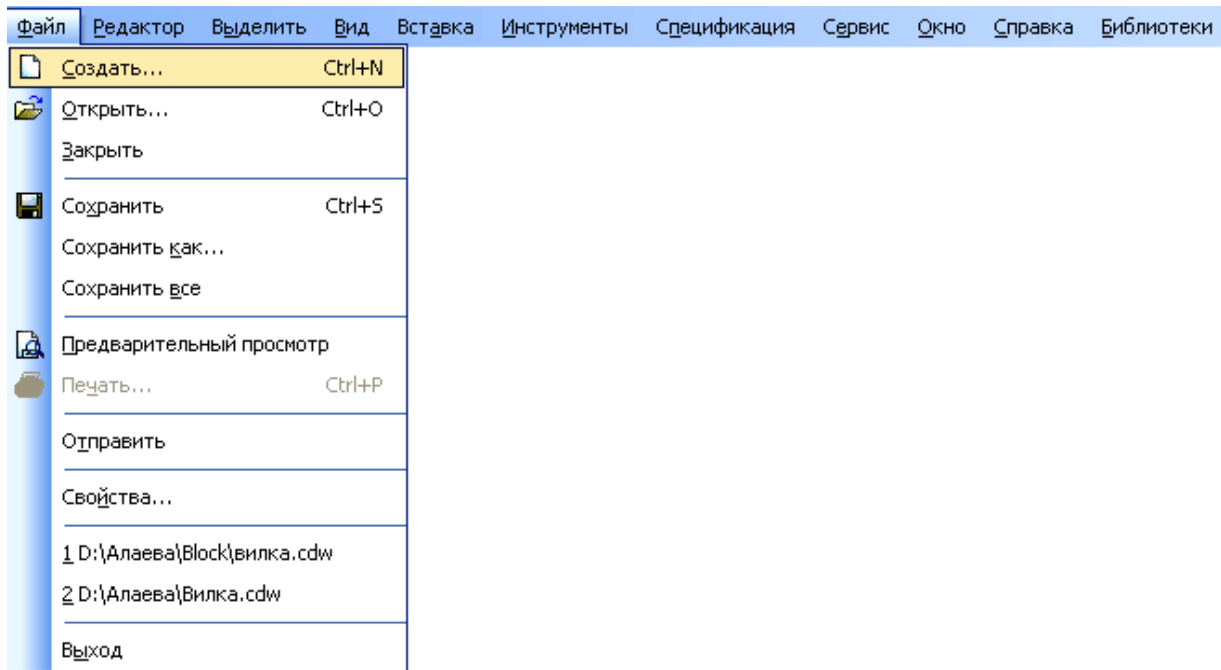 Файл Редактор Выделить Вид Вставка Инструменты Спецификация Сервис Окно Справка Библиотеки
Создать... Ctrl+N
Открыть... Ctrl+O
Закрыть
Сохранить Ctrl+S
Сохранить как...
Сохранить все
Предварительный просмотр
Печать... Ctrl+P
Отправить
Свойства...
1 D:\Алаева\Block\вилка.cdw
2 D:\Алаева\Вилка.cdw
Выход